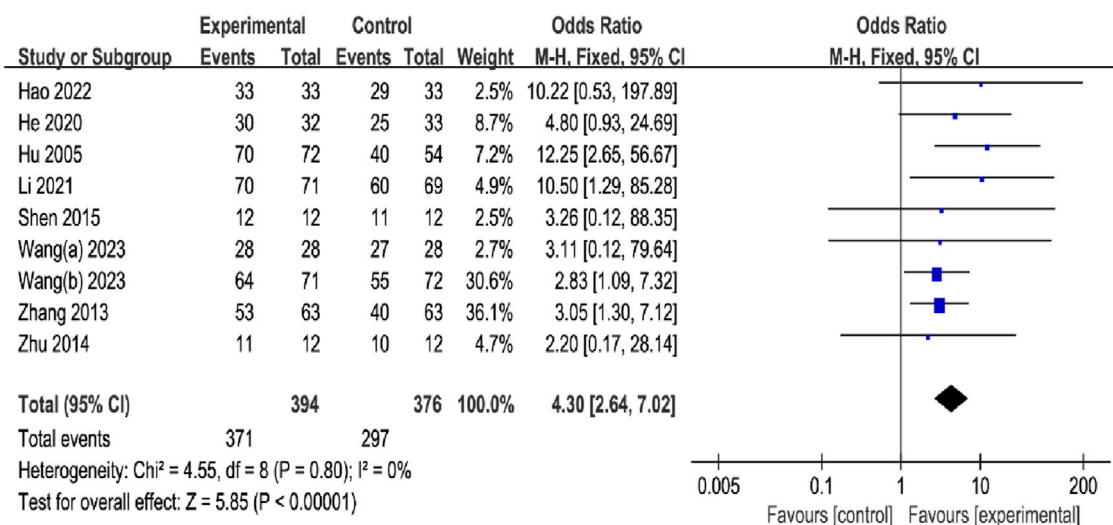 Experimental Control Odds Ratio Odds Ratio
Study or Subgroup Events Total Events Total Weight M-H, Fixed, 95% CI M-H, Fixed, 95% CI
Hao 2022 33 33 29 33 2.5% 10.22 [0.53, 197.89]
He 2020 30 32 25 33 8.7% 4.80 [0.93, 24.69]
Hu 2005 70 72 40 54 7.2% 12.25 [2.65, 56.67]
Li 2021 70 71 60 69 4.9% 10.50 [1.29, 85.28]
Shen 2015 12 12 11 12 2.5% 3.26 [0.12, 88.35]
Wang(a) 2023 28 28 27 28 2.7% 3.11 [0.12, 79.64]
Wang(b) 2023 64 71 55 72 30.6% 2.83 [1.09, 7.32]
Zhang 2013 53 63 40 63 36.1% 3.05 [1.30, 7.12]
Zhu 2014 11 12 10 12 4.7% 2.20 [0.17, 28.14]
Total (95% CI) 394 376 100.0% 4.30 [2.64, 7.02]
Total events 371 297
Heterogeneity: Chi² = 4.55, df = 8 (P = 0.80); I² = 0%
Test for overall effect: Z = 5.85 (P < 0.00001)
0.005 0.1 1 10 200
Favours [control] Favours [experimental]